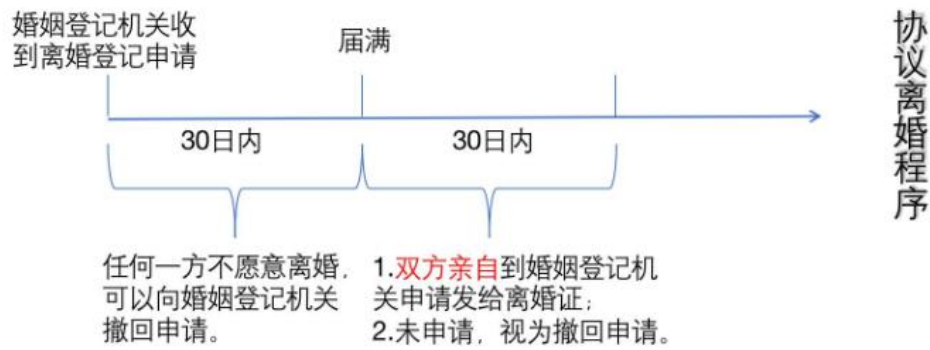 婚姻登记机关收
到离婚登记申请
届满
30日内
30日内
任何一方不愿意离婚，
可以向婚姻登记机关
撤回申请。
1.双方亲自到婚姻登记机
关申请发给离婚证；
2.未申请，视为撤回申请。
协议离婚程序